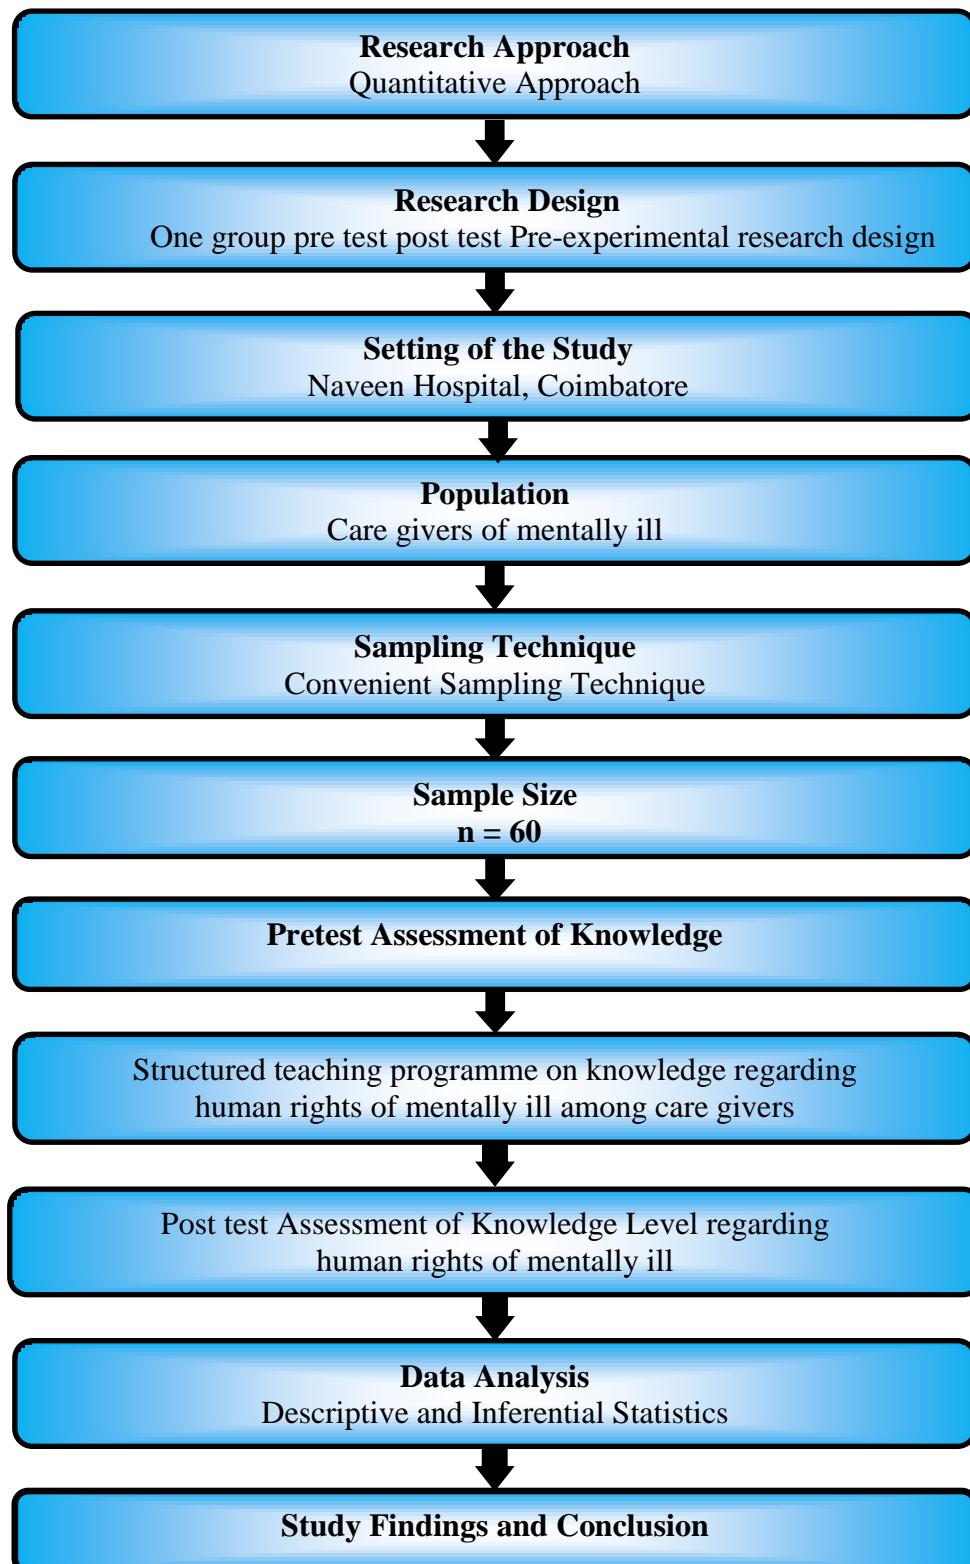 Research Approach
Quantitative Approach
Research Design
One group pre test post test Pre-experimental research design
Setting of the Study
Naveen Hospital, Coimbatore
Population
Care givers of mentally ill
Sampling Technique
Convenient Sampling Technique
Sample Size
n = 60
Pretest Assessment of Knowledge
Structured teaching programme on knowledge regarding
human rights of mentally ill among care givers
Post test Assessment of Knowledge Level regarding
human rights of mentally ill
Data Analysis
Descriptive and Inferential Statistics
Study Findings and Conclusion